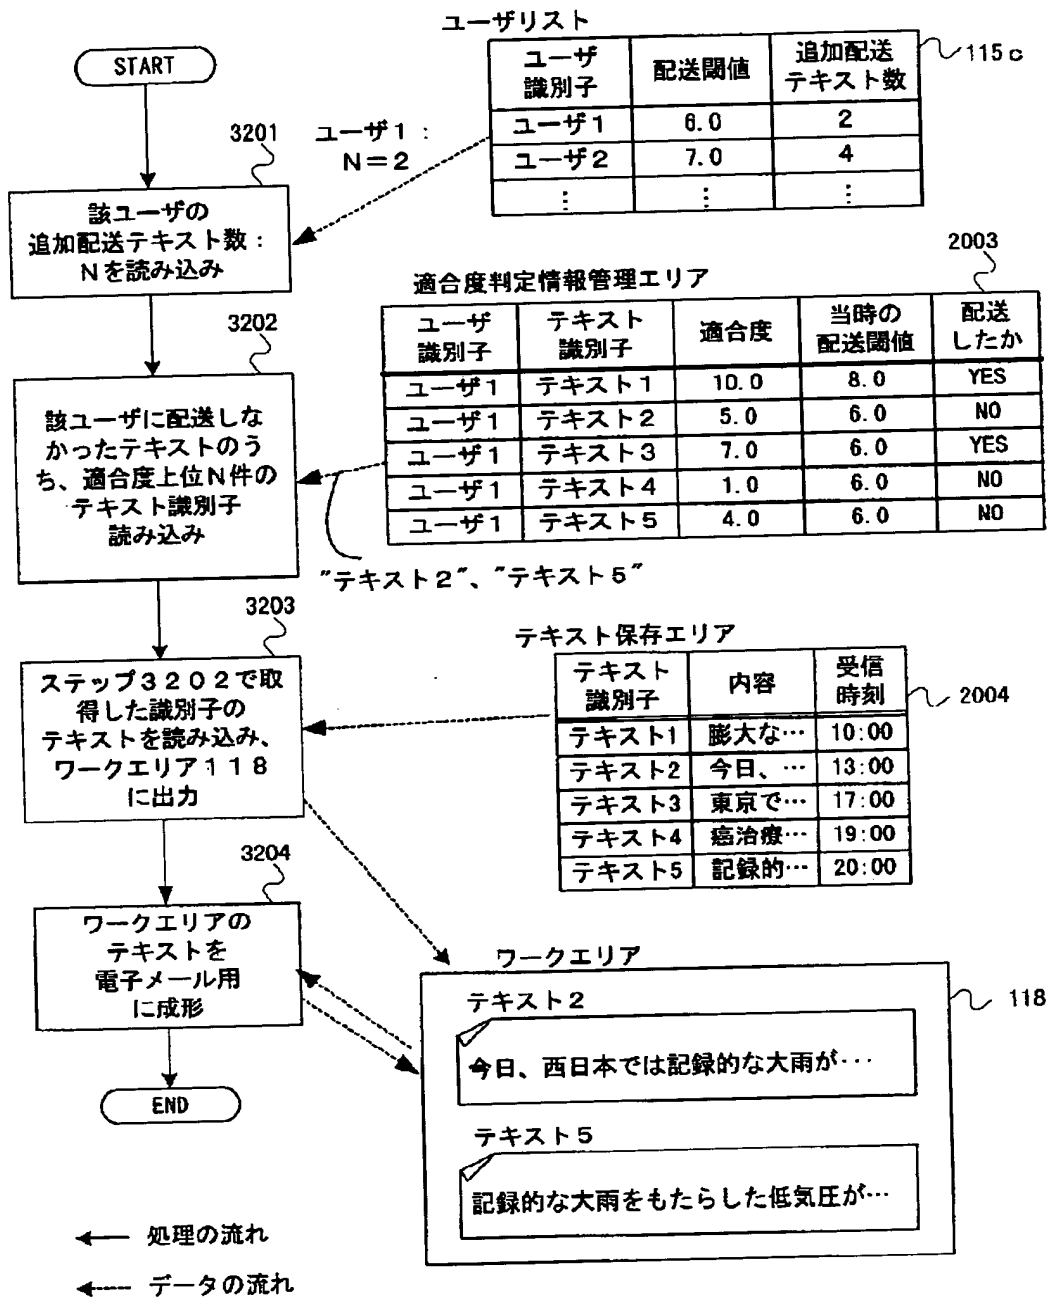 START
3201
該ユーザの
追加配送テキスト数：
Nを読み込み
ユーザ1：
N＝2
ユーザリスト
115c
ユーザ
識別子
配送閾値
追加配送
テキスト数
ユーザ1 6.0 2
ユーザ2 7.0 4
⋮ ⋮ ⋮
3202
該ユーザに配送しな
かったテキストのう
ち、適合度上位N件の
テキスト識別子
読み込み
適合度判定情報管理エリア
2003
ユーザ
識別子
テキスト
識別子
適合度
当時の
配送閾値
配送
したか
ユーザ1 テキスト1 10.0 8.0 YES
ユーザ1 テキスト2 5.0 6.0 NO
ユーザ1 テキスト3 7.0 6.0 YES
ユーザ1 テキスト4 1.0 6.0 NO
ユーザ1 テキスト5 4.0 6.0 NO
"テキスト2"、"テキスト5"
3203
ステップ3202で取
得した識別子の
テキストを読み込み、
ワークエリア118
に出力
テキスト保存エリア
2004
テキスト
識別子
内容
受信
時刻
テキスト1 膨大な… 10:00
テキスト2 今日、… 13:00
テキスト3 東京で… 17:00
テキスト4 癌治療… 19:00
テキスト5 記録的… 20:00
3204
ワークエリアの
テキストを
電子メール用
に成形
END
ワークエリア
118
テキスト2
今日、西日本では記録的な大雨が…
テキスト5
記録的な大雨をもたらした低気圧が…
処理の流れ
データの流れ